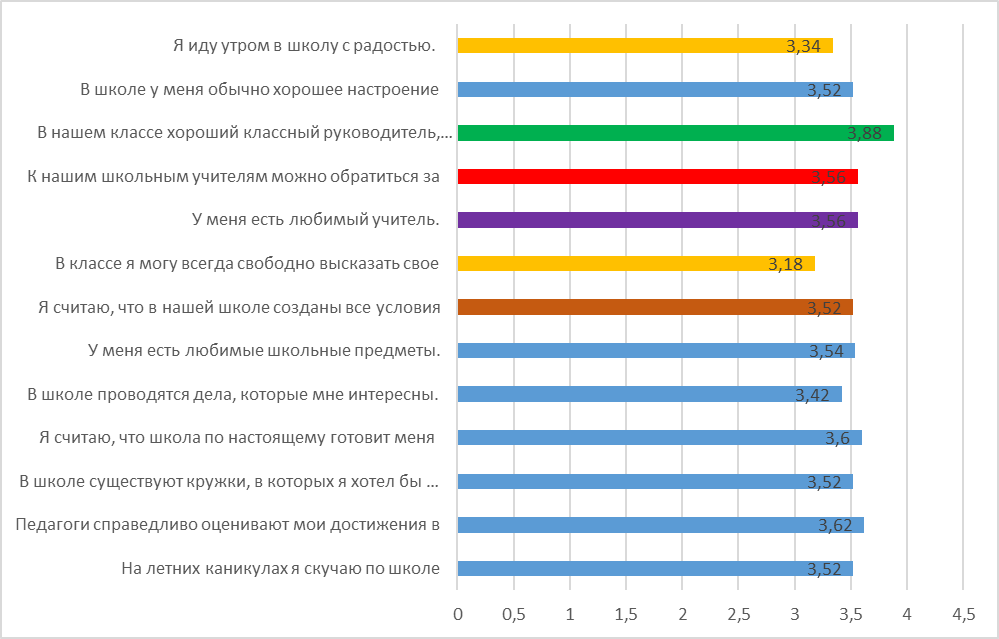 Я иду утром в школу с радостью. 3,34
В школе у меня обычно хорошее настроение 3,52
В нашем классе хороший классный руководитель,... 3,88
К нашим школьным учителям можно обратиться за 3,56
У меня есть любимый учитель. 3,56
В классе я могу всегда свободно высказать свое 3,18
Я считаю, что в нашей школе созданы все условия 3,52
У меня есть любимые школьные предметы. 3,54
В школе проводятся дела, которые мне интересны. 3,42
Я считаю, что школа по настоящему готовит меня 3,6
В школе существуют кружки, в которых я хотел бы ... 3,52
Педагоги справедливо оценивают мои достижения в 3,62
На летних каникулах я скучаю по школе 3,52
0 0,5 1 1,5 2 2,5 3 3,5 4 4,5